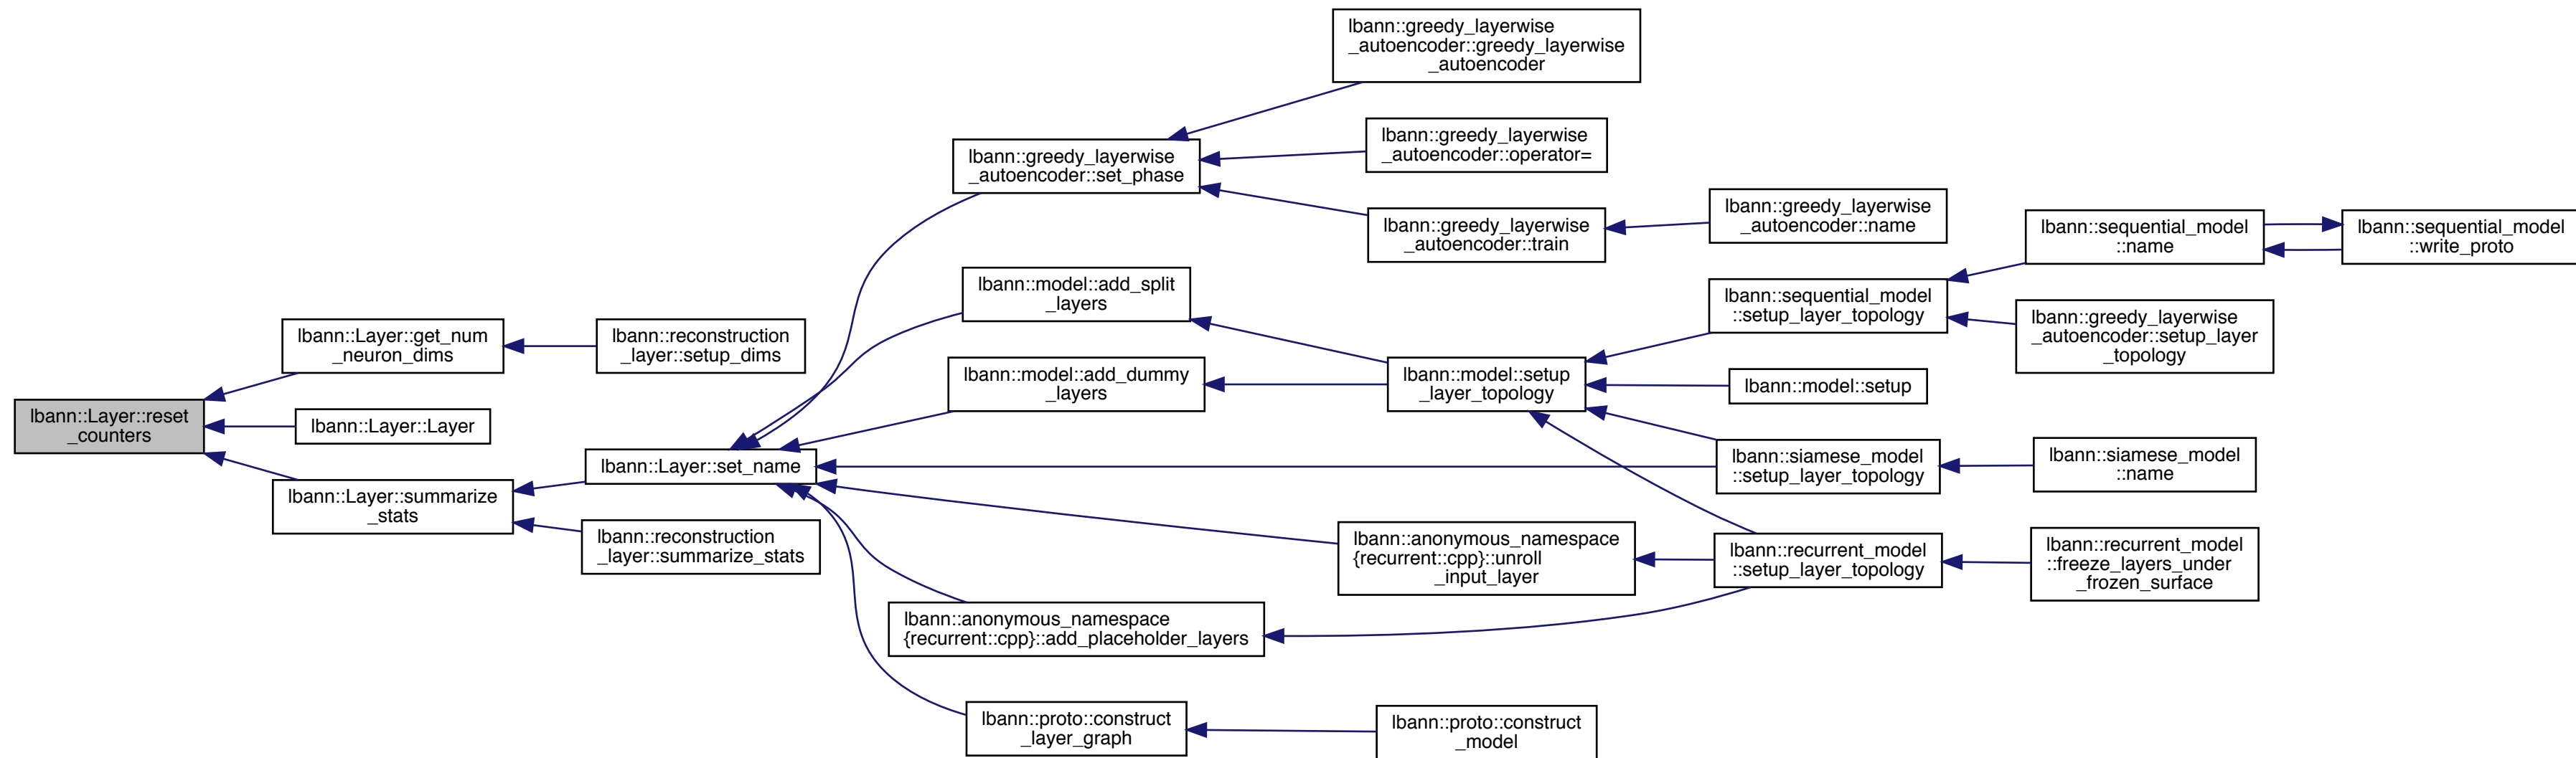 lbann::Layer::reset
_counters
lbann::Layer::get_num
_neuron_dims
lbann::reconstruction
_layer::setup_dims
lbann::Layer::Layer
lbann::Layer::summarize
_stats
lbann::Layer::set_name
lbann::reconstruction
_layer::summarize_stats
lbann::greedy_layerwise
_autoencoder::set_phase
lbann::greedy_layerwise
_autoencoder::greedy_layerwise
_autoencoder
lbann::greedy_layerwise
_autoencoder::operator=
lbann::greedy_layerwise
_autoencoder::train
lbann::greedy_layerwise
_autoencoder::name
lbann::model::add_split
_layers
lbann::model::add_dummy
_layers
lbann::model::setup
_layer_topology
lbann::sequential_model
::setup_layer_topology
lbann::sequential_model
::name
lbann::sequential_model
::write_proto
lbann::greedy_layerwise
_autoencoder::setup_layer
_topology
lbann::model::setup
lbann::siamese_model
::setup_layer_topology
lbann::siamese_model
::name
lbann::anonymous_namespace
{recurrent::cpp}::unroll
_input_layer
lbann::recurrent_model
::setup_layer_topology
lbann::recurrent_model
::freeze_layers_under
_frozen_surface
lbann::anonymous_namespace
{recurrent::cpp}::add_placeholder_layers
lbann::proto::construct
_layer_graph
lbann::proto::construct
_model